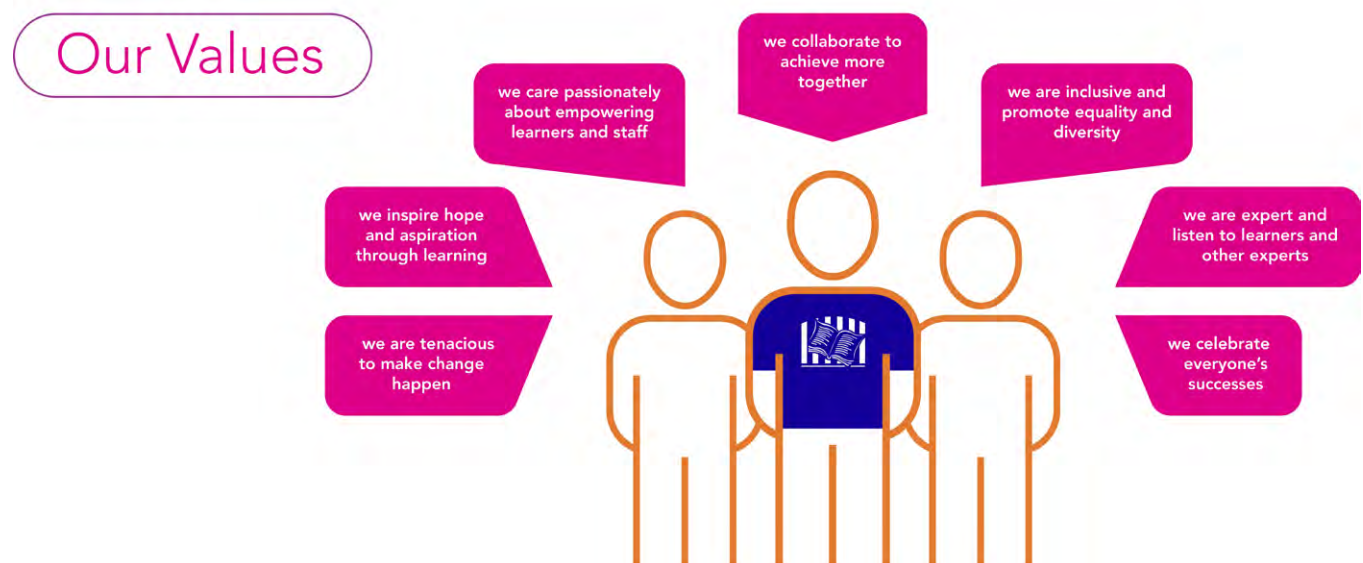 Our Values
we are tenacious
to make change
happen
we inspire hope
and aspiration
through learning
we care passionately
about empowering
learners and staff
we collaborate to
achieve more
together
we are inclusive and
promote equality and
diversity
we are expert and
listen to learners and
other experts
we celebrate
everyone’s
successes